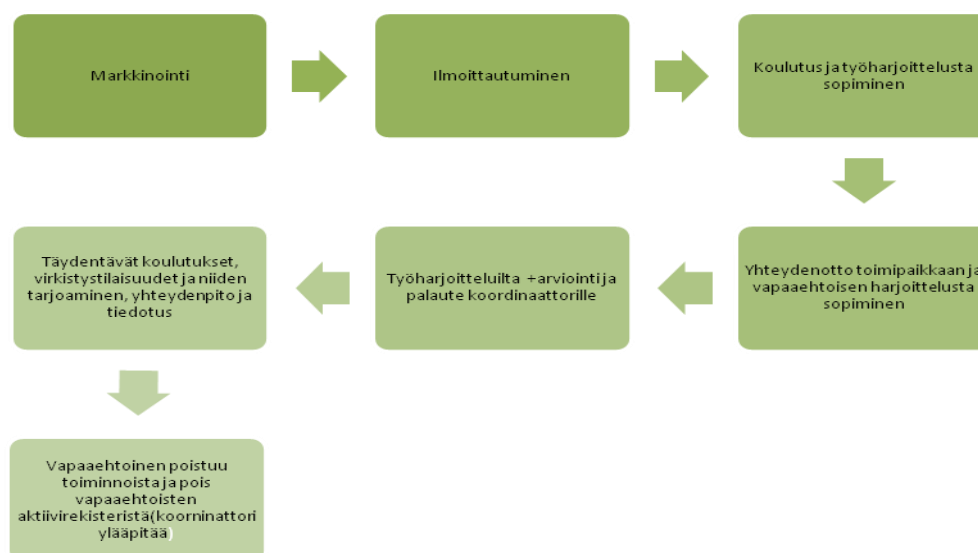 Markkinointi
Ilmoittautuminen
Koulutus ja työharjoittelusta
sopiminen
Yhteydenotto toimipaikkaan ja
vapaaehtoisen harjoittelusta
sopiminen
Työharjoitteluilta +arviointi ja
palaute koordinaattorille
Täydentävät koulutukset,
virkistystilaisuudet ja niiden
tarjoaminen, yhteydenpito ja
tiedotus
Vapaaehtoinen poistuu
toiminnoista ja pois
vapaaehtoisten
aktiivirekisteristä(koorninattori
ylääpitää)